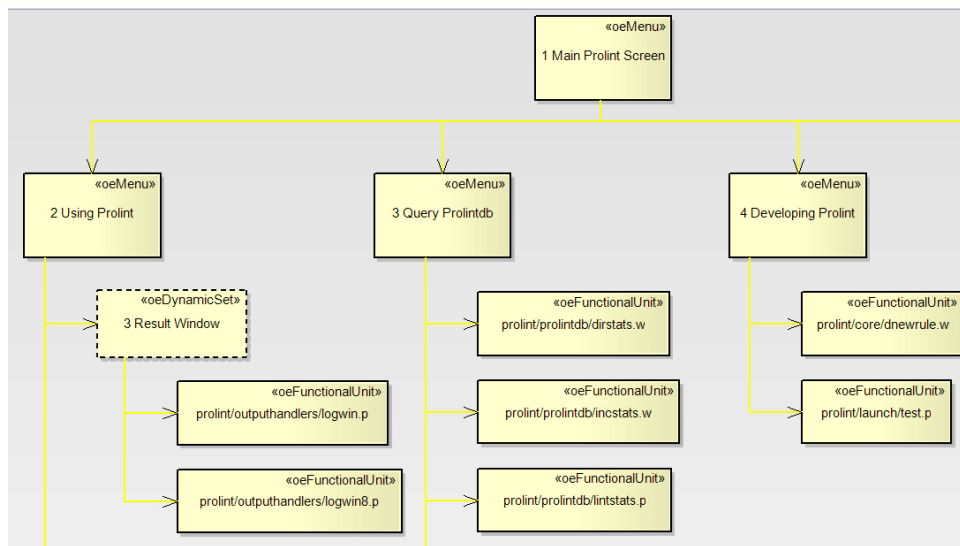 «oeMenu»
1 Main Prolint Screen
«oeMenu»
2 Using Prolint
«oeMenu»
3 Query Prolintdb
«oeMenu»
4 Developing Prolint
«oeDynamicSet»
3 Result Window
«oeFunctionalUnit»
prolint/outputhandlers/logwin.p
«oeFunctionalUnit»
prolint/outputhandlers/logwin8.p
«oeFunctionalUnit»
prolint/prolintdb/dirstats.w
«oeFunctionalUnit»
prolint/prolintdb/incstats.w
«oeFunctionalUnit»
prolint/prolintdb/lintstats.p
«oeFunctionalUnit»
prolint/core/dnewrule.w
«oeFunctionalUnit»
prolint/launch/test.p